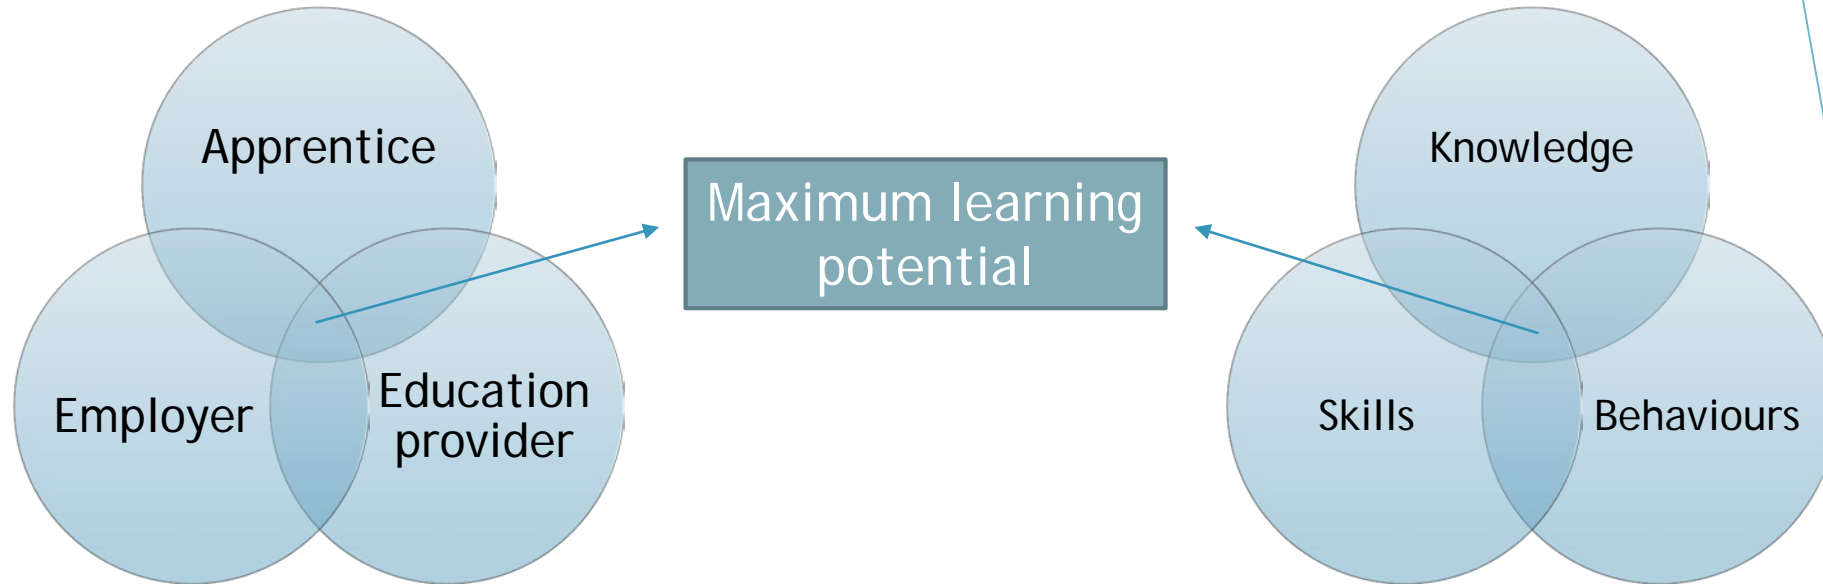 Apprentice
Employer
Education
provider
Maximum learning
potential
Knowledge
Skills
Behaviours